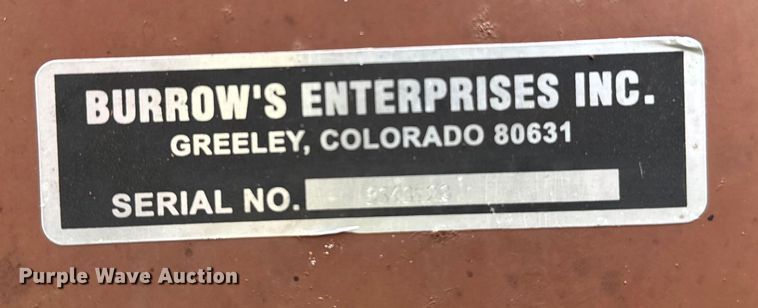 BURROW'S ENTERPRISES INC.
GREELEY, COLORADO 80631
SERIAL NO.
Purple Wave Auction